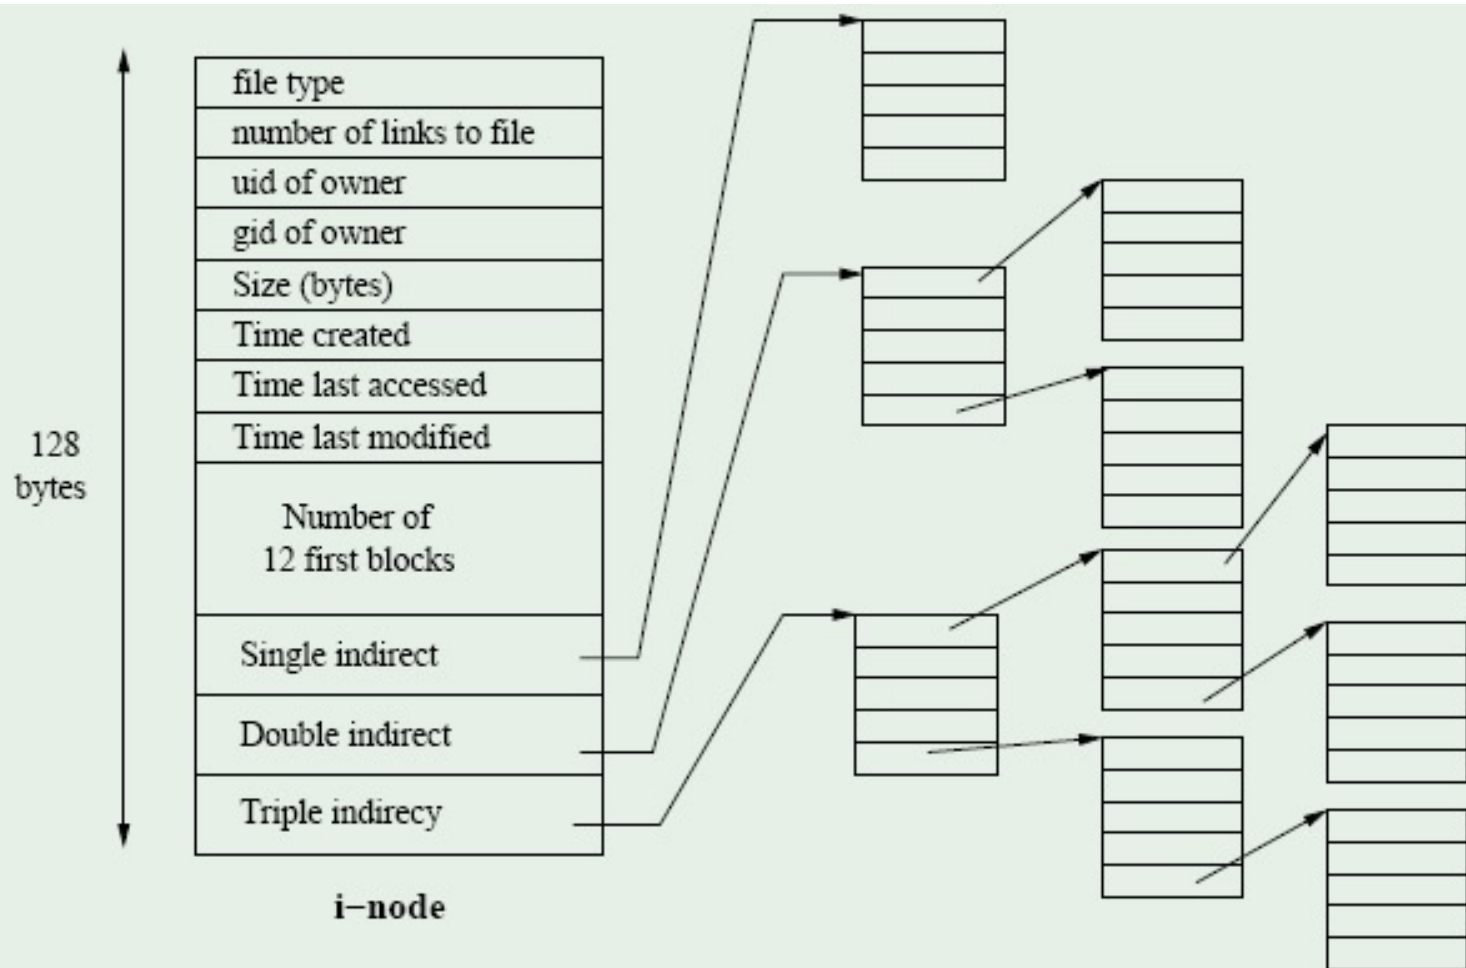 file type
number of links to file
uid of owner
gid of owner
Size (bytes)
Time created
Time last accessed
Time last modified
128
bytes
Number of
12 first blocks
Single indirect
Double indirect
Triple indirecy
i−node